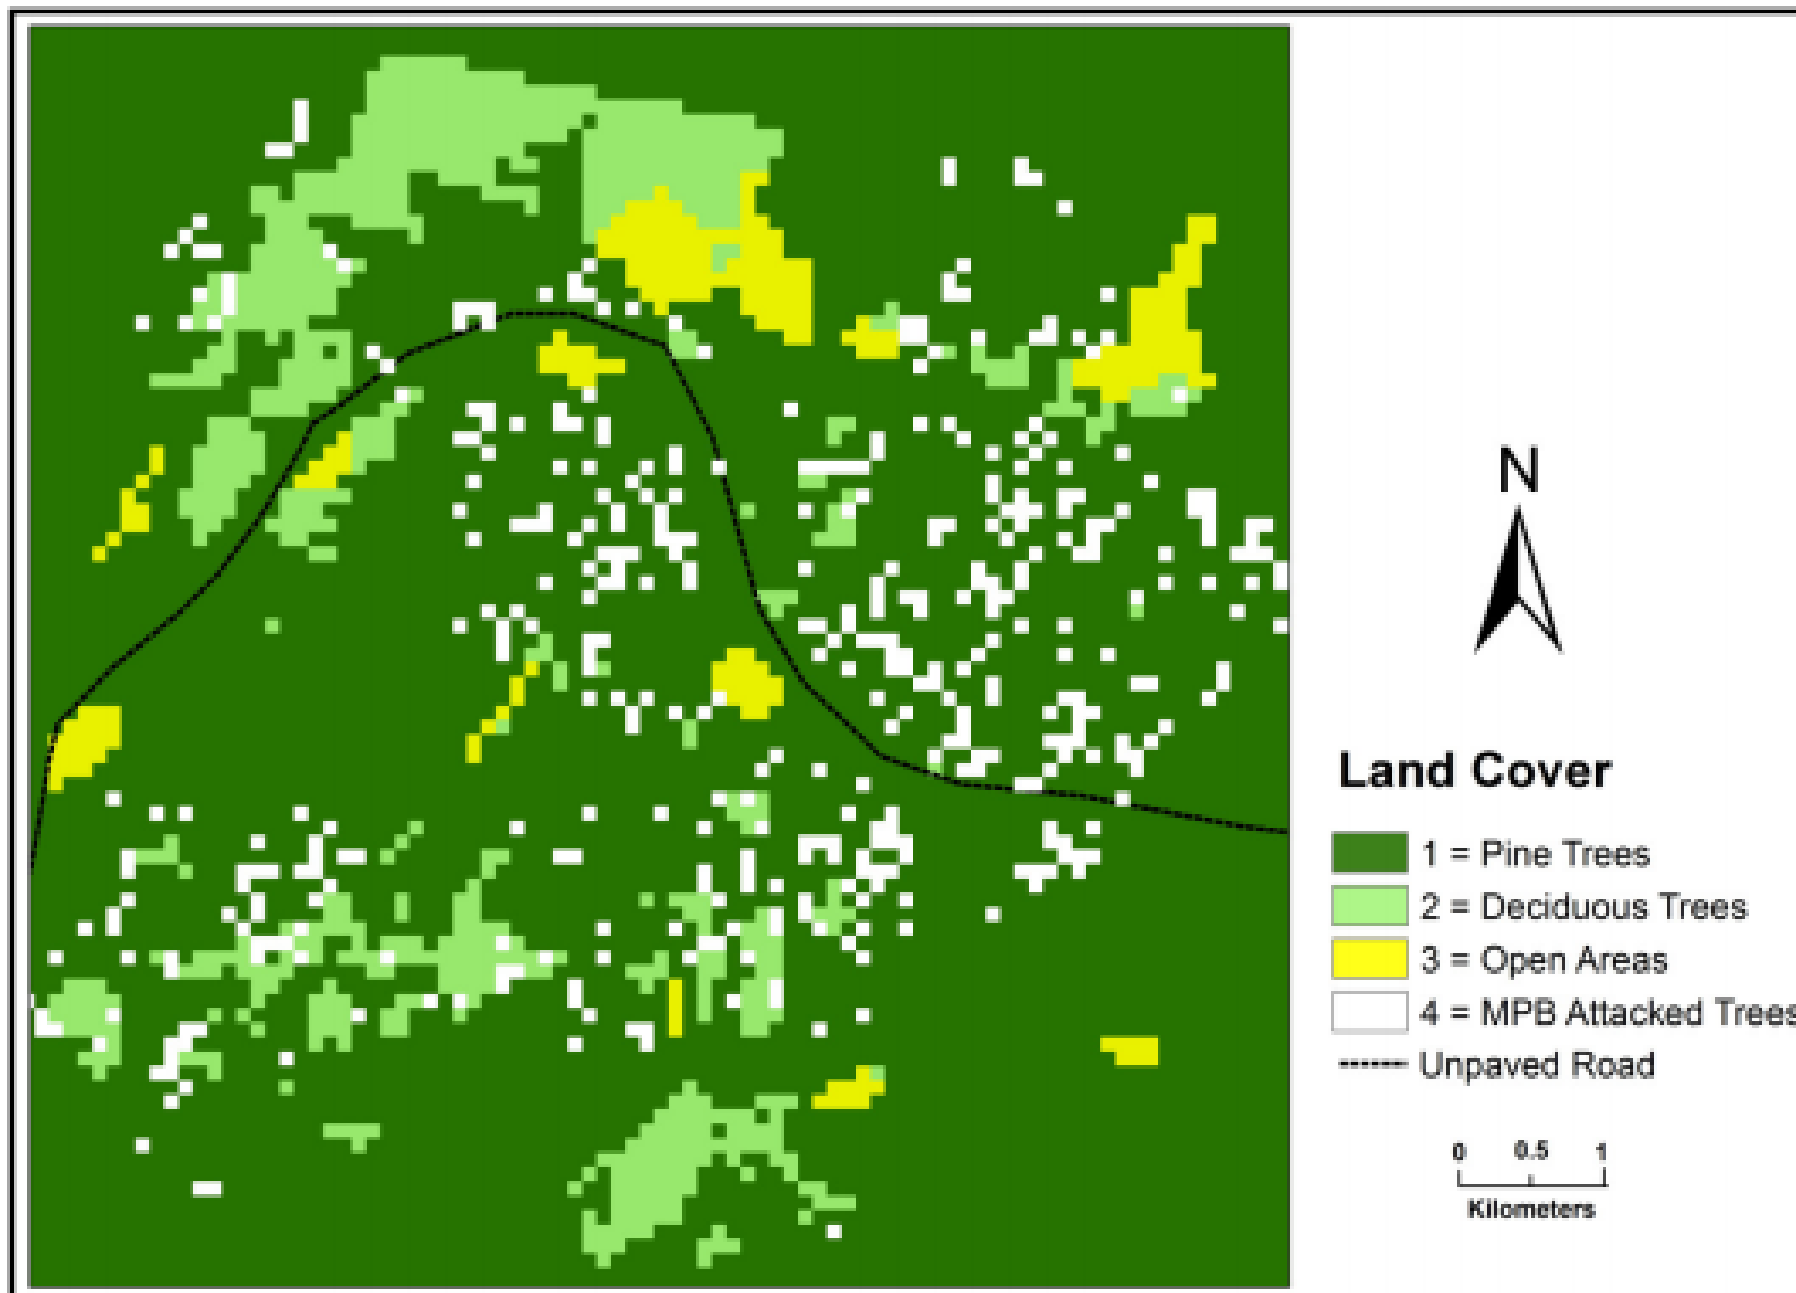 N
Land Cover
1 = Pine Trees
2 = Deciduous Trees
3 = Open Areas
4 = MPB Attacked Trees
Unpaved Road
0 0.5 1
Kilometers